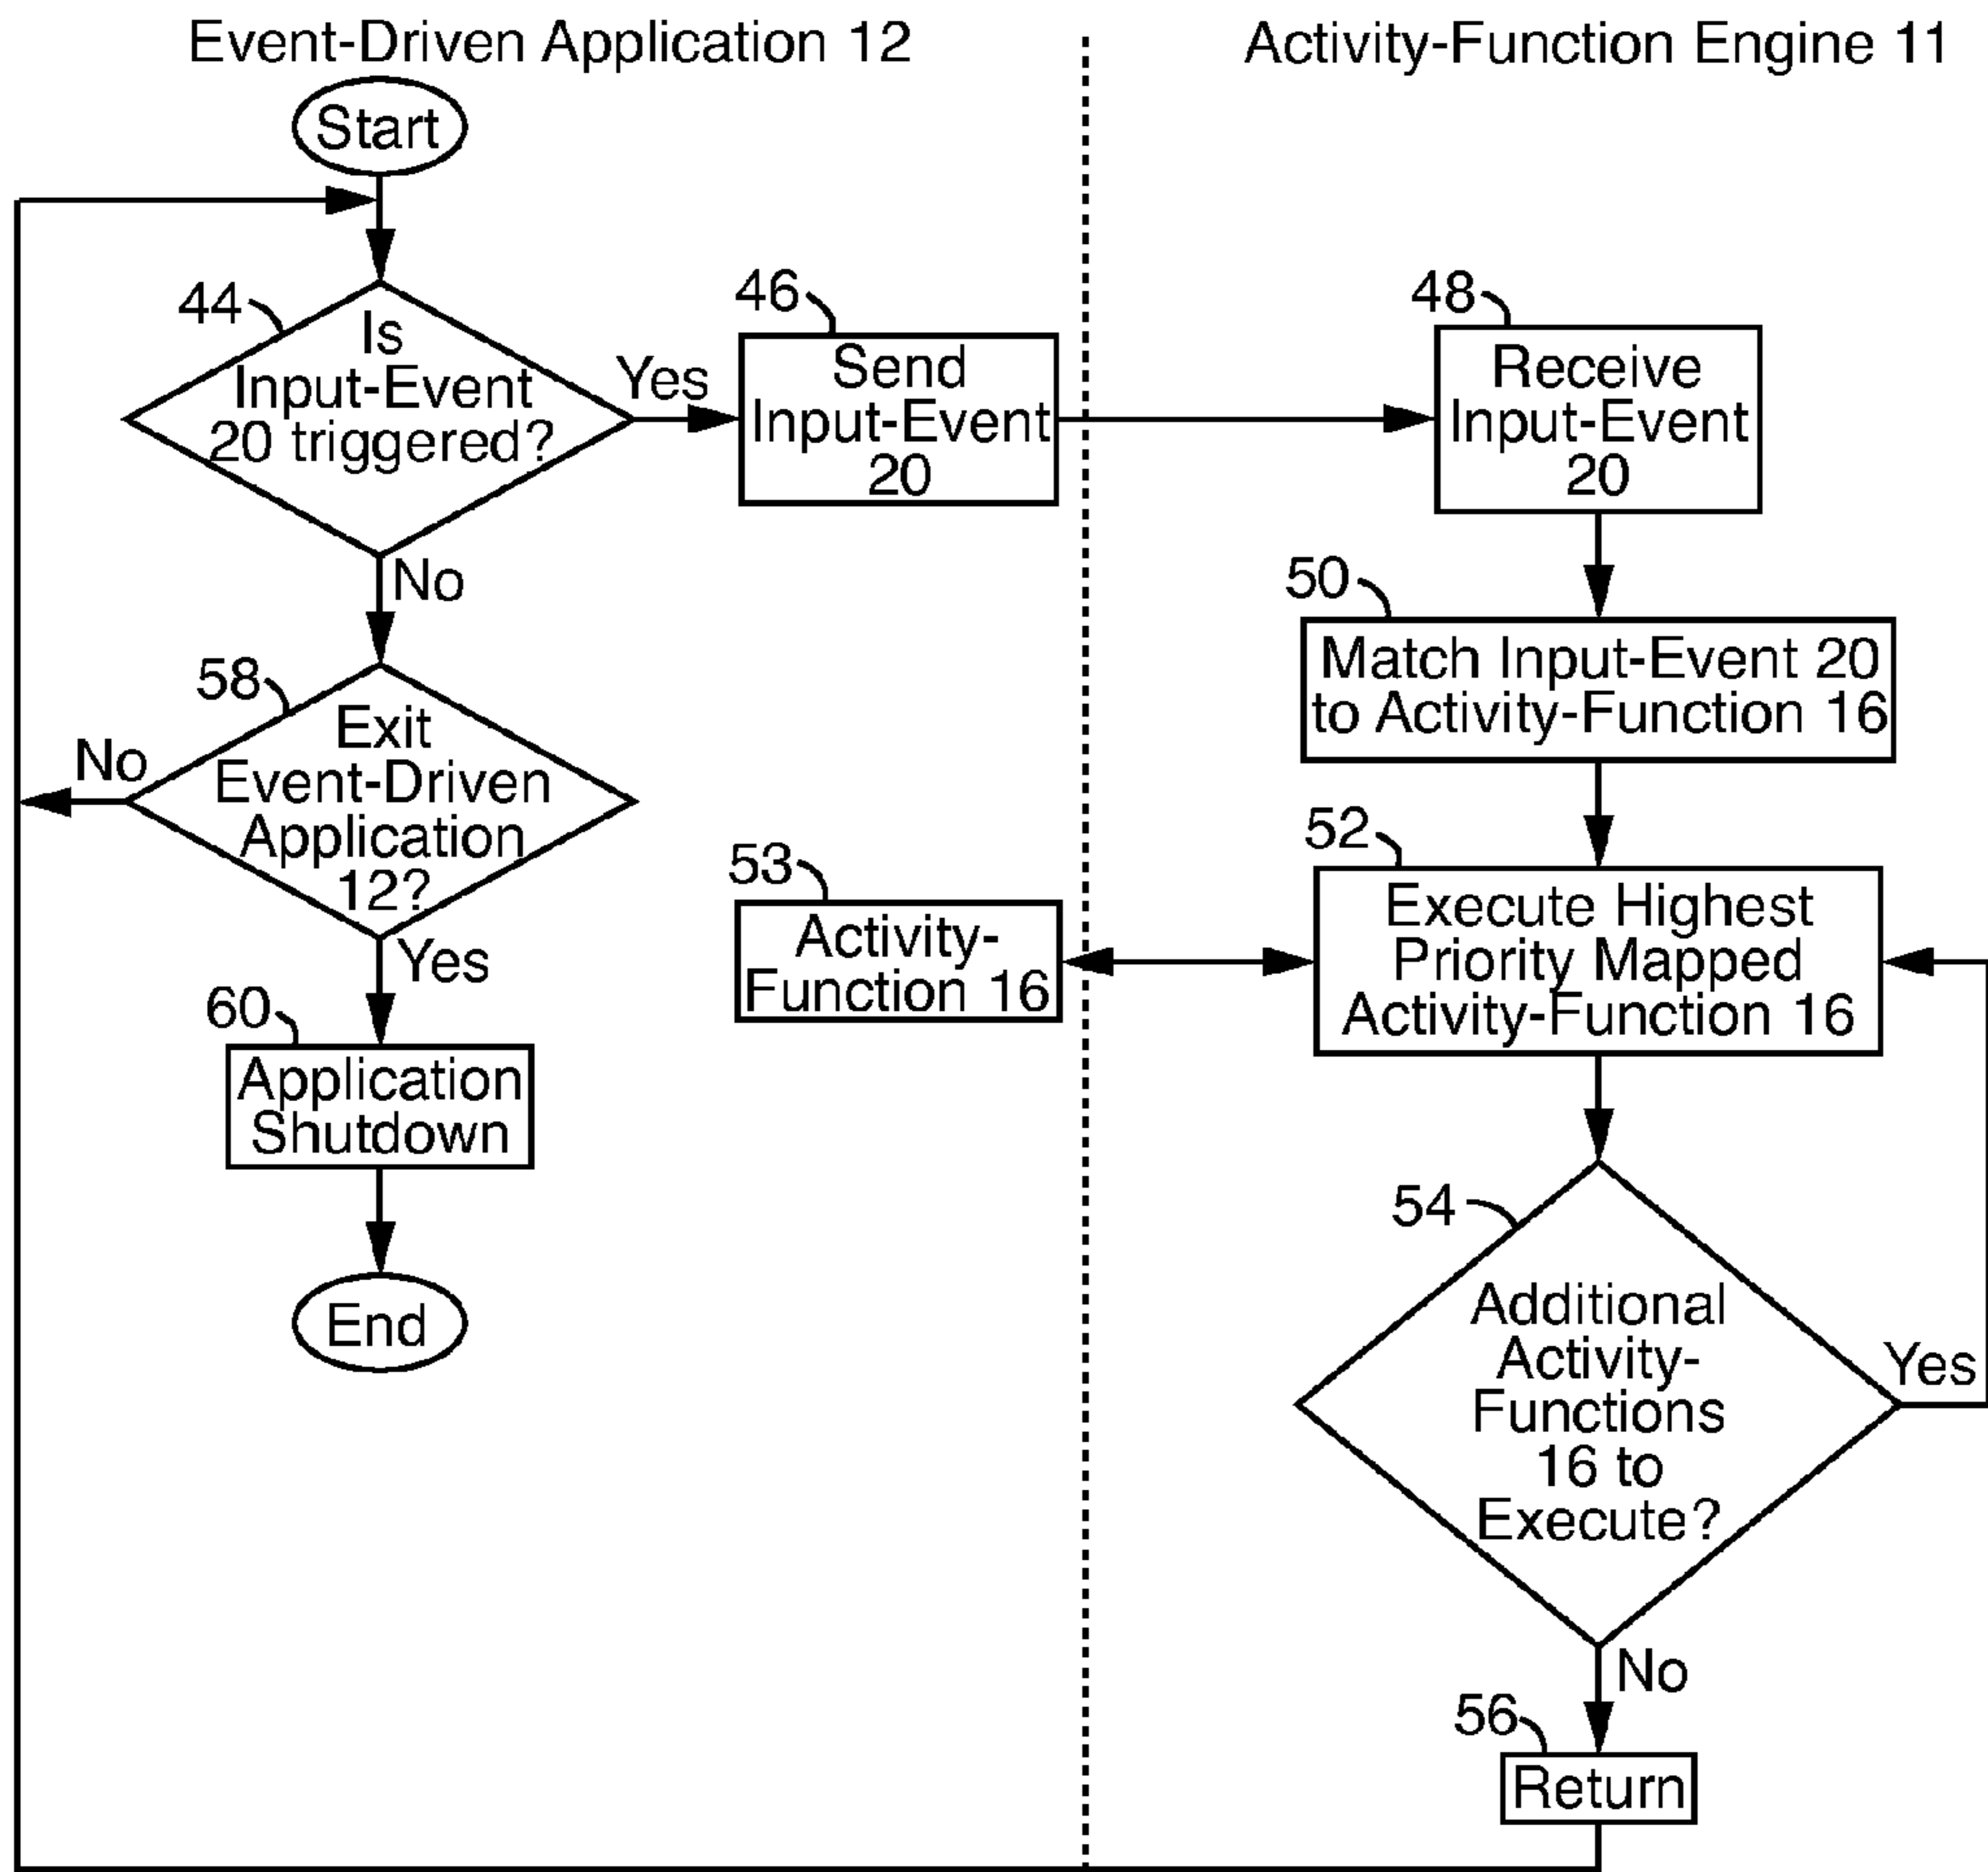 Event-Driven Application 12
Activity-Function Engine 11
Start
44
Is
Input-Event
20 triggered?
Yes
46
Send
Input-Event
20
48
Receive
Input-Event
20
No
50
Match Input-Event 20
to Activity-Function 16
58
Exit
Event-Driven
Application
12?
No
Yes
52
Execute Highest
Priority Mapped
Activity-Function 16
53
Activity-
Function 16
60
Application
Shutdown
End
54
Additional
Activity-
Functions
16 to
Execute?
Yes
No
56
Return